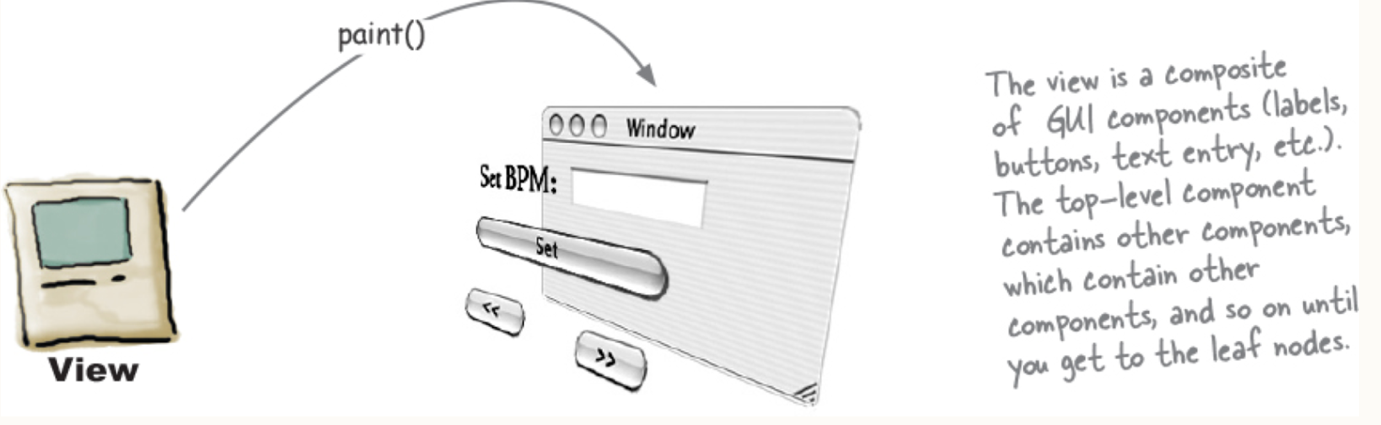 paint()
Window
Set BPM:
Set
<<
>>
View
The view is a composite
of GUI components (labels,
buttons, text entry, etc.).
The top-level component
contains other components,
which contain other
components, and so on until
you get to the leaf nodes.